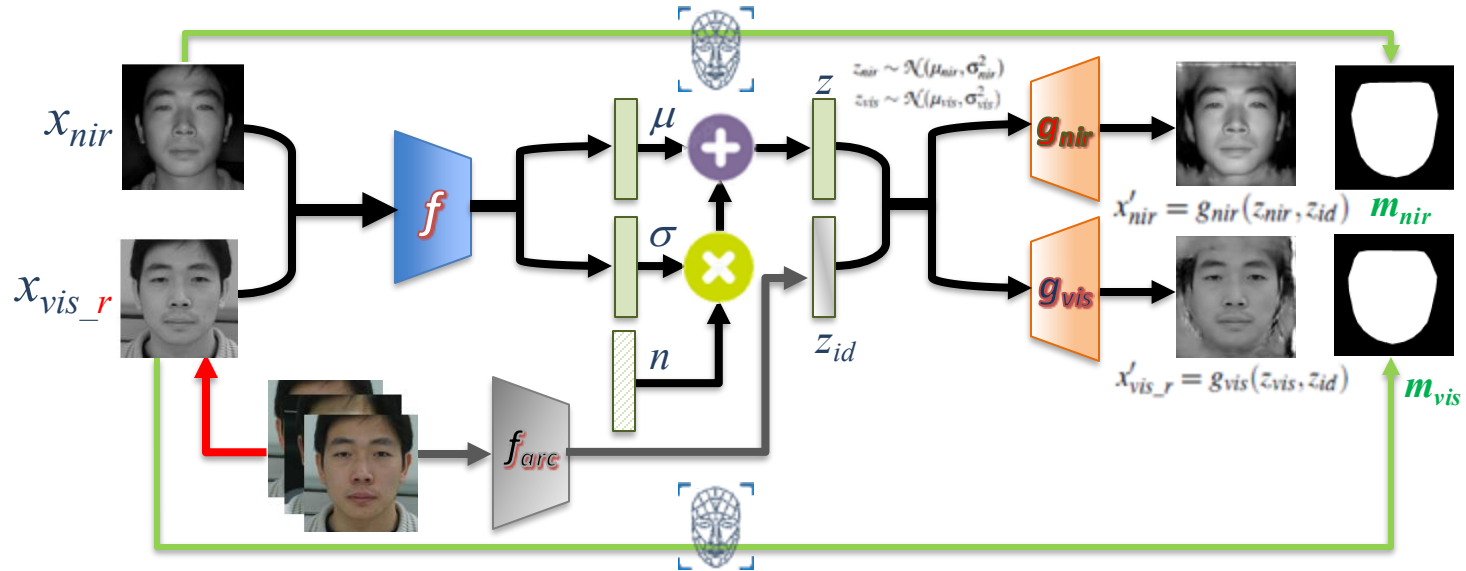 x_nir
x_vis_r
f
μ
σ
n
f_arc
z
z_id
z_nir ~ 𝒩(μ_nir, σ²_nir)
z_vis ~ 𝒩(μ_vis, σ²_vis)
g_nir
g_vis
x′_nir = g_nir(z_nir, z_id)
m_nir
x′_vis_r = g_vis(z_vis, z_id)
m_vis